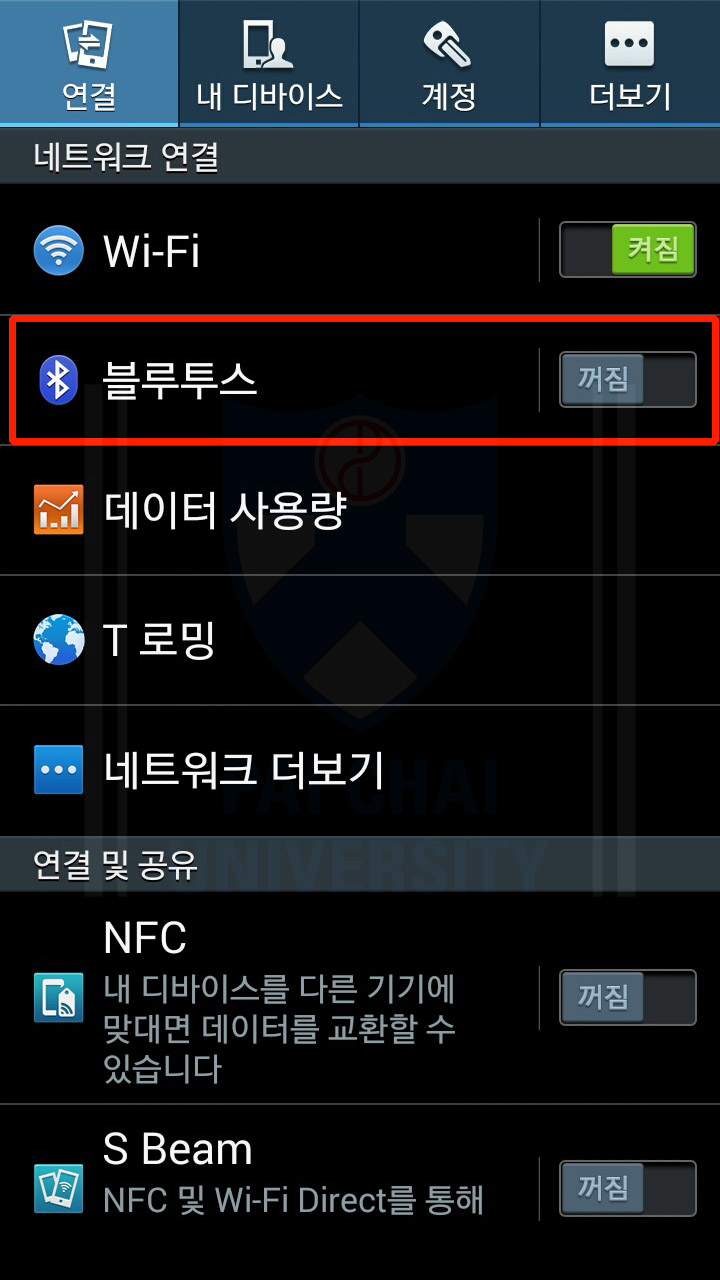 연결
내 디바이스
계정
더보기
네트워크 연결
Wi-Fi
켜짐
블루투스
꺼짐
데이터 사용량
T 로밍
네트워크 더보기
PAI CHAI
UNIVERSITY
연결 및 공유
NFC
내 디바이스를 다른 기기에
맞대면 데이터를 교환할 수
있습니다
꺼짐
S Beam
NFC 및 Wi-Fi Direct를 통해
꺼짐